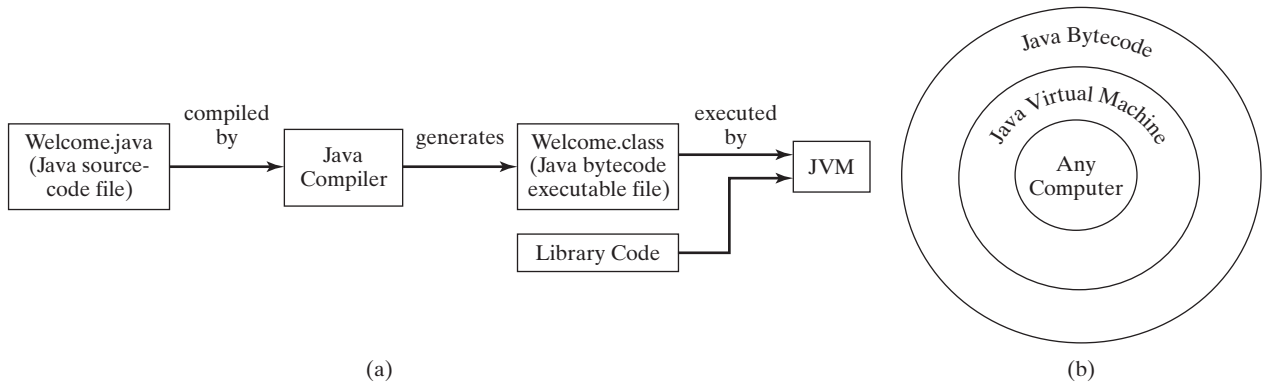 compiled
by
Welcome.java
(Java source-
code file)
Java
Compiler
generates
Welcome.class
(Java bytecode
executable file)
executed
by
JVM
Library Code
(a)
Java Bytecode
Java Virtual Machine
Any
Computer
(b)